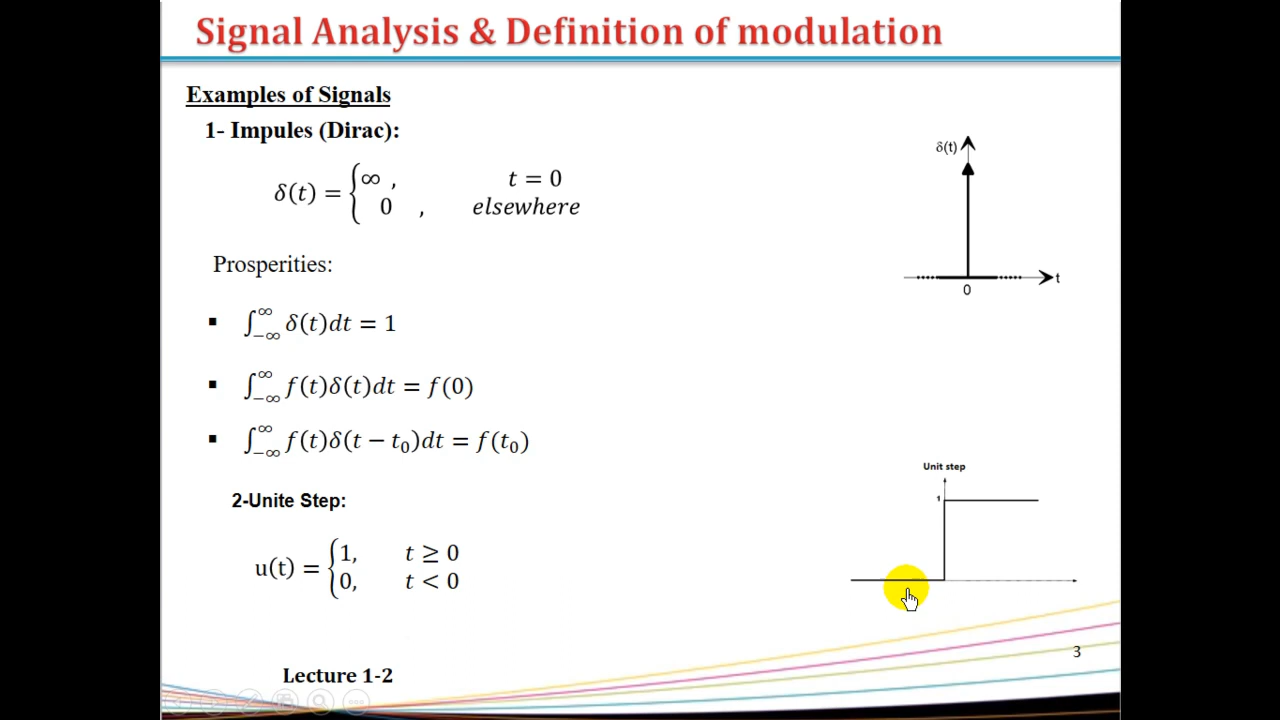 Signal Analysis & Definition of modulation
Examples of Signals
1- Impules (Dirac):
δ(t) = {∞ , t = 0
0 , elsewhere
δ(t)
t
0
Prosperities:
▪ ∫_{-∞}^{∞} δ(t)dt = 1
▪ ∫_{-∞}^{∞} f(t)δ(t)dt = f(0)
▪ ∫_{-∞}^{∞} f(t)δ(t − t₀)dt = f(t₀)
2-Unite Step:
u(t) = {1, t ≥ 0
0, t < 0
Unit step
1
3
Lecture 1-2